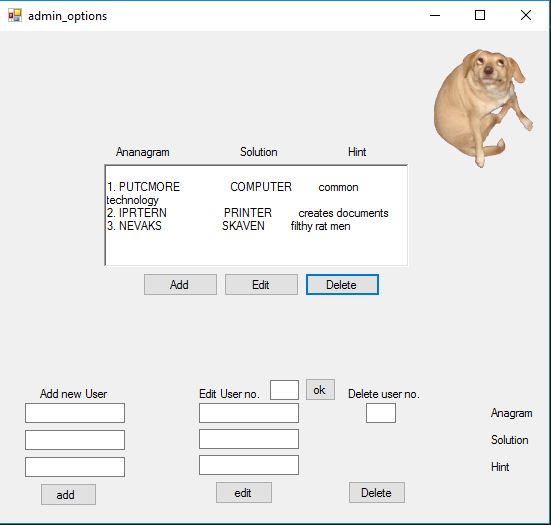 admin_options
Ananagram Solution Hint
1. PUTCMORE COMPUTER common
technology
2. IPRTERN PRINTER creates documents
3. NEVAKS SKAVEN filthy rat men
Add Edit Delete
Add new User Edit User no. ok Delete user no.
Anagram
Solution
Hint
add edit Delete